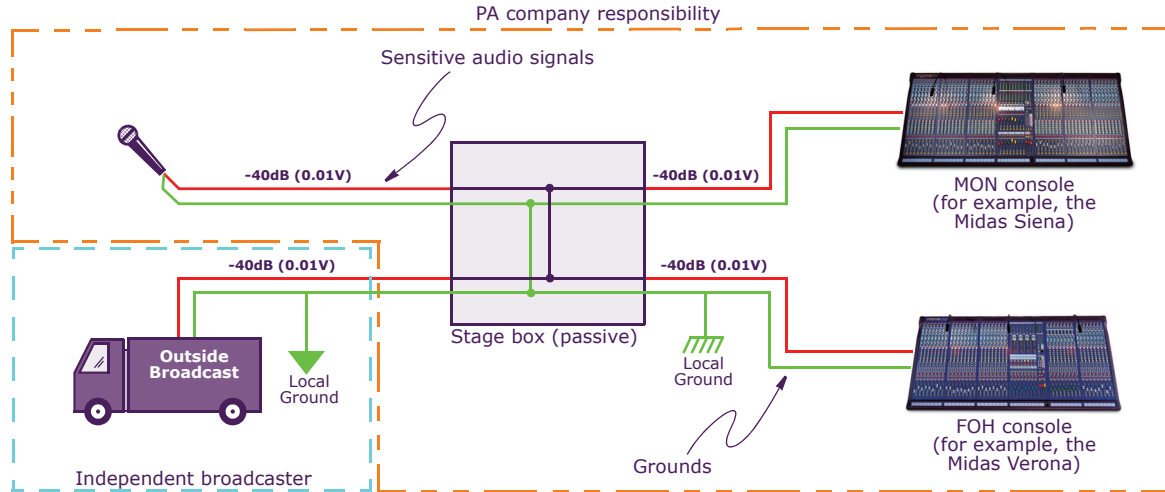 PA company responsibility
Sensitive audio signals
-40dB (0.01V)
-40dB (0.01V)
MON console
(for example, the
Midas Siena)
-40dB (0.01V)
-40dB (0.01V)
Stage box (passive)
Outside
Broadcast
Local
Ground
Local
Ground
FOH console
(for example, the
Midas Verona)
Grounds
Independent broadcaster